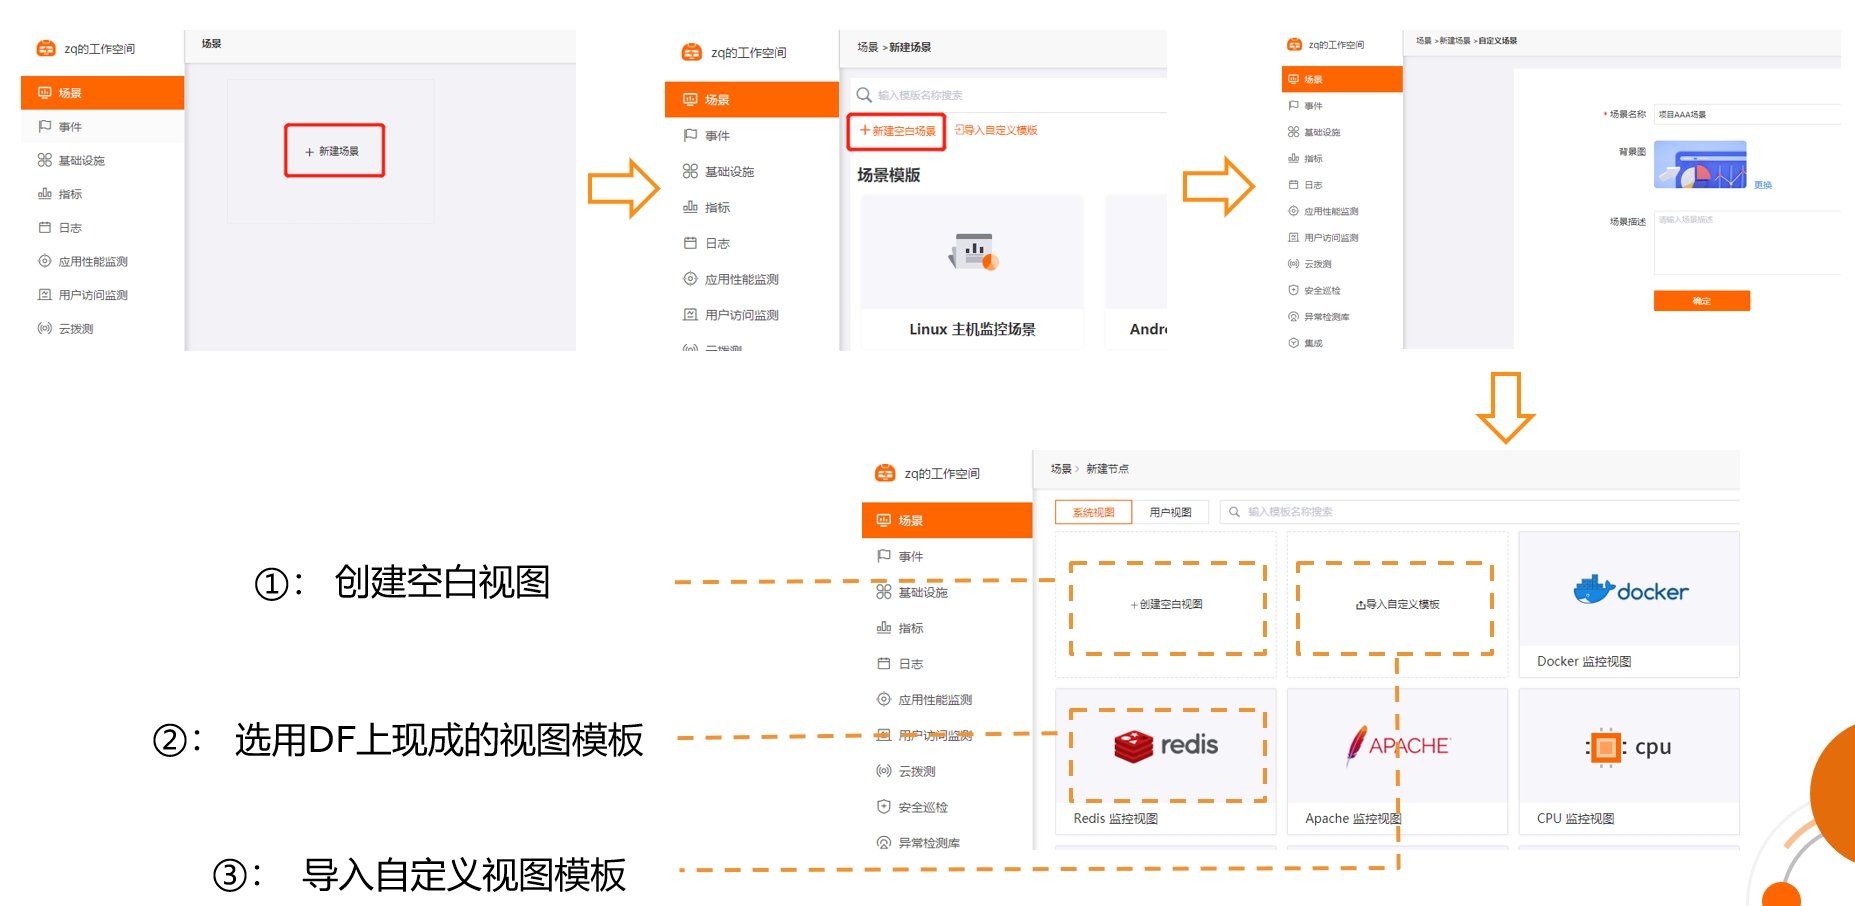 zq的工作空间
场景
场景
事件
基础设施
指标
日志
应用性能监测
用户访问监测
云拨测
+ 新建场景
zq的工作空间
场景 >新建场景
场景
事件
基础设施
指标
日志
应用性能监测
用户访问监测
云拨测
输入模版名称搜索
+新建空白场景
导入自定义模版
场景模版
Linux 主机监控场景
Andr
zq的工作空间
场景 >新建场景 >自定义场景
场景
事件
基础设施
指标
日志
应用性能监测
用户访问监测
云拨测
安全巡检
异常检测库
集成
* 场景名称
项目AAA场景
背景图
更换
场景描述
请输入场景描述
确定
zq的工作空间
场景 > 新建节点
场景
事件
基础设施
指标
日志
应用性能监测
用户访问监测
云拨测
安全巡检
异常检测库
系统视图
用户视图
输入模板名称搜索
+创建空白视图
导入自定义模板
docker
Docker 监控视图
redis
Redis 监控视图
APACHE
Apache 监控视图
cpu
CPU 监控视图
①： 创建空白视图
②： 选用DF上现成的视图模板
③： 导入自定义视图模板